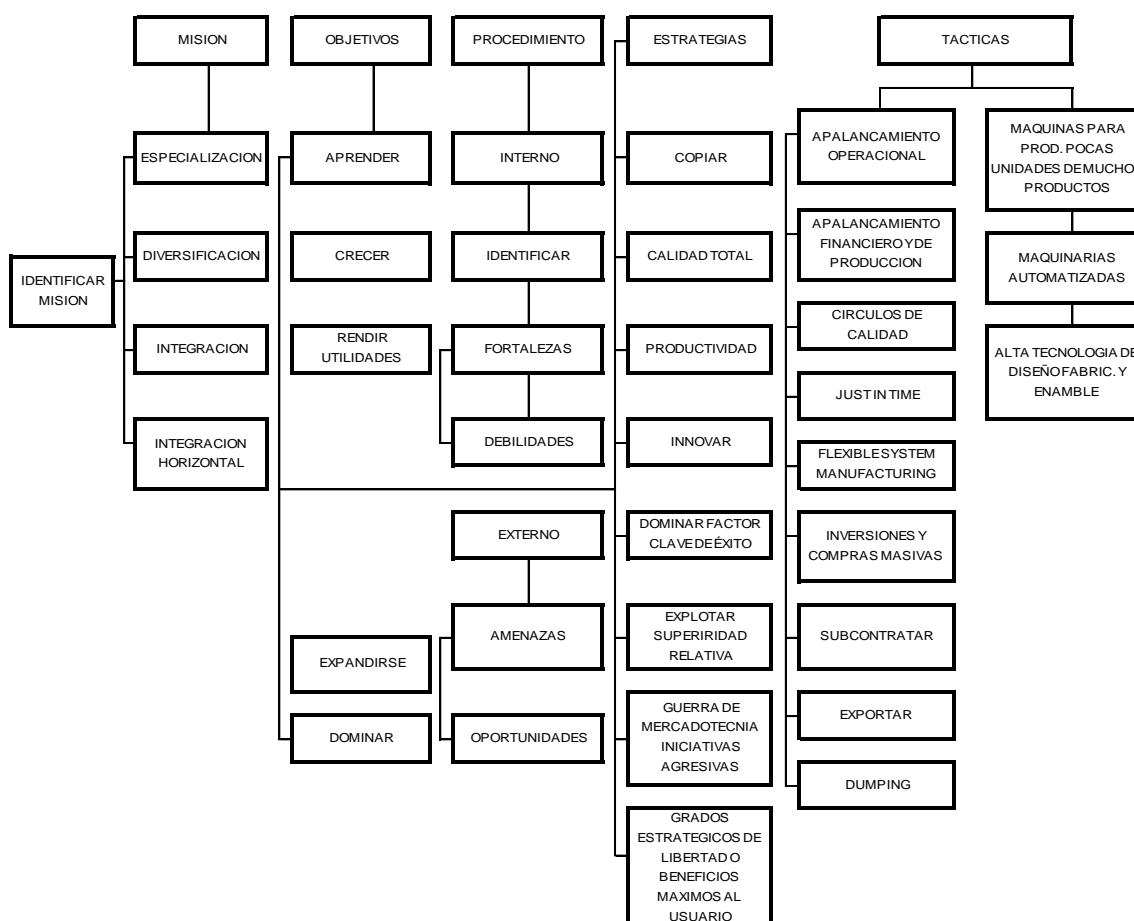 MISION
OBJETIVOS
PROCEDIMIENTO
ESTRATEGIAS
TACTICAS
IDENTIFICAR
MISION
ESPECIALIZACION
DIVERSIFICACION
INTEGRACION
INTEGRACION
HORIZONTAL
APRENDER
CRECER
RENDIR
UTILIDADES
EXPANDIRSE
DOMINAR
INTERNO
IDENTIFICAR
FORTALEZAS
DEBILIDADES
EXTERNO
AMENAZAS
OPORTUNIDADES
COPIAR
CALIDAD TOTAL
PRODUCTIVIDAD
INNOVAR
DOMINAR FACTOR
CLAVE DE ÉXITO
EXPLOTAR
SUPERIRIDAD
RELATIVA
GUERRA DE
MERCADOTECNIA
INICIATIVAS
AGRESIVAS
GRADOS
ESTRATEGICOS DE
LIBERTAD O
BENEFICIOS
MAXIMOS AL
USUARIO
APALANCAMIENTO
OPERACIONAL
APALANCAMIENTO
FINANCIERO Y DE
PRODUCCION
CIRCULOS DE
CALIDAD
JUST IN TIME
FLEXIBLE SYSTEM
MANUFACTURING
INVERSIONES Y
COMPRAS MASIVAS
SUBCONTRATAR
EXPORTAR
DUMPING
MAQUINAS PARA
PROD. POCAS
UNIDADES DE MUCHO
PRODUCTOS
MAQUINARIAS
AUTOMATIZADAS
ALTA TECNOLOGIA DE
DISEÑO FABRIC. Y
ENAMBLE